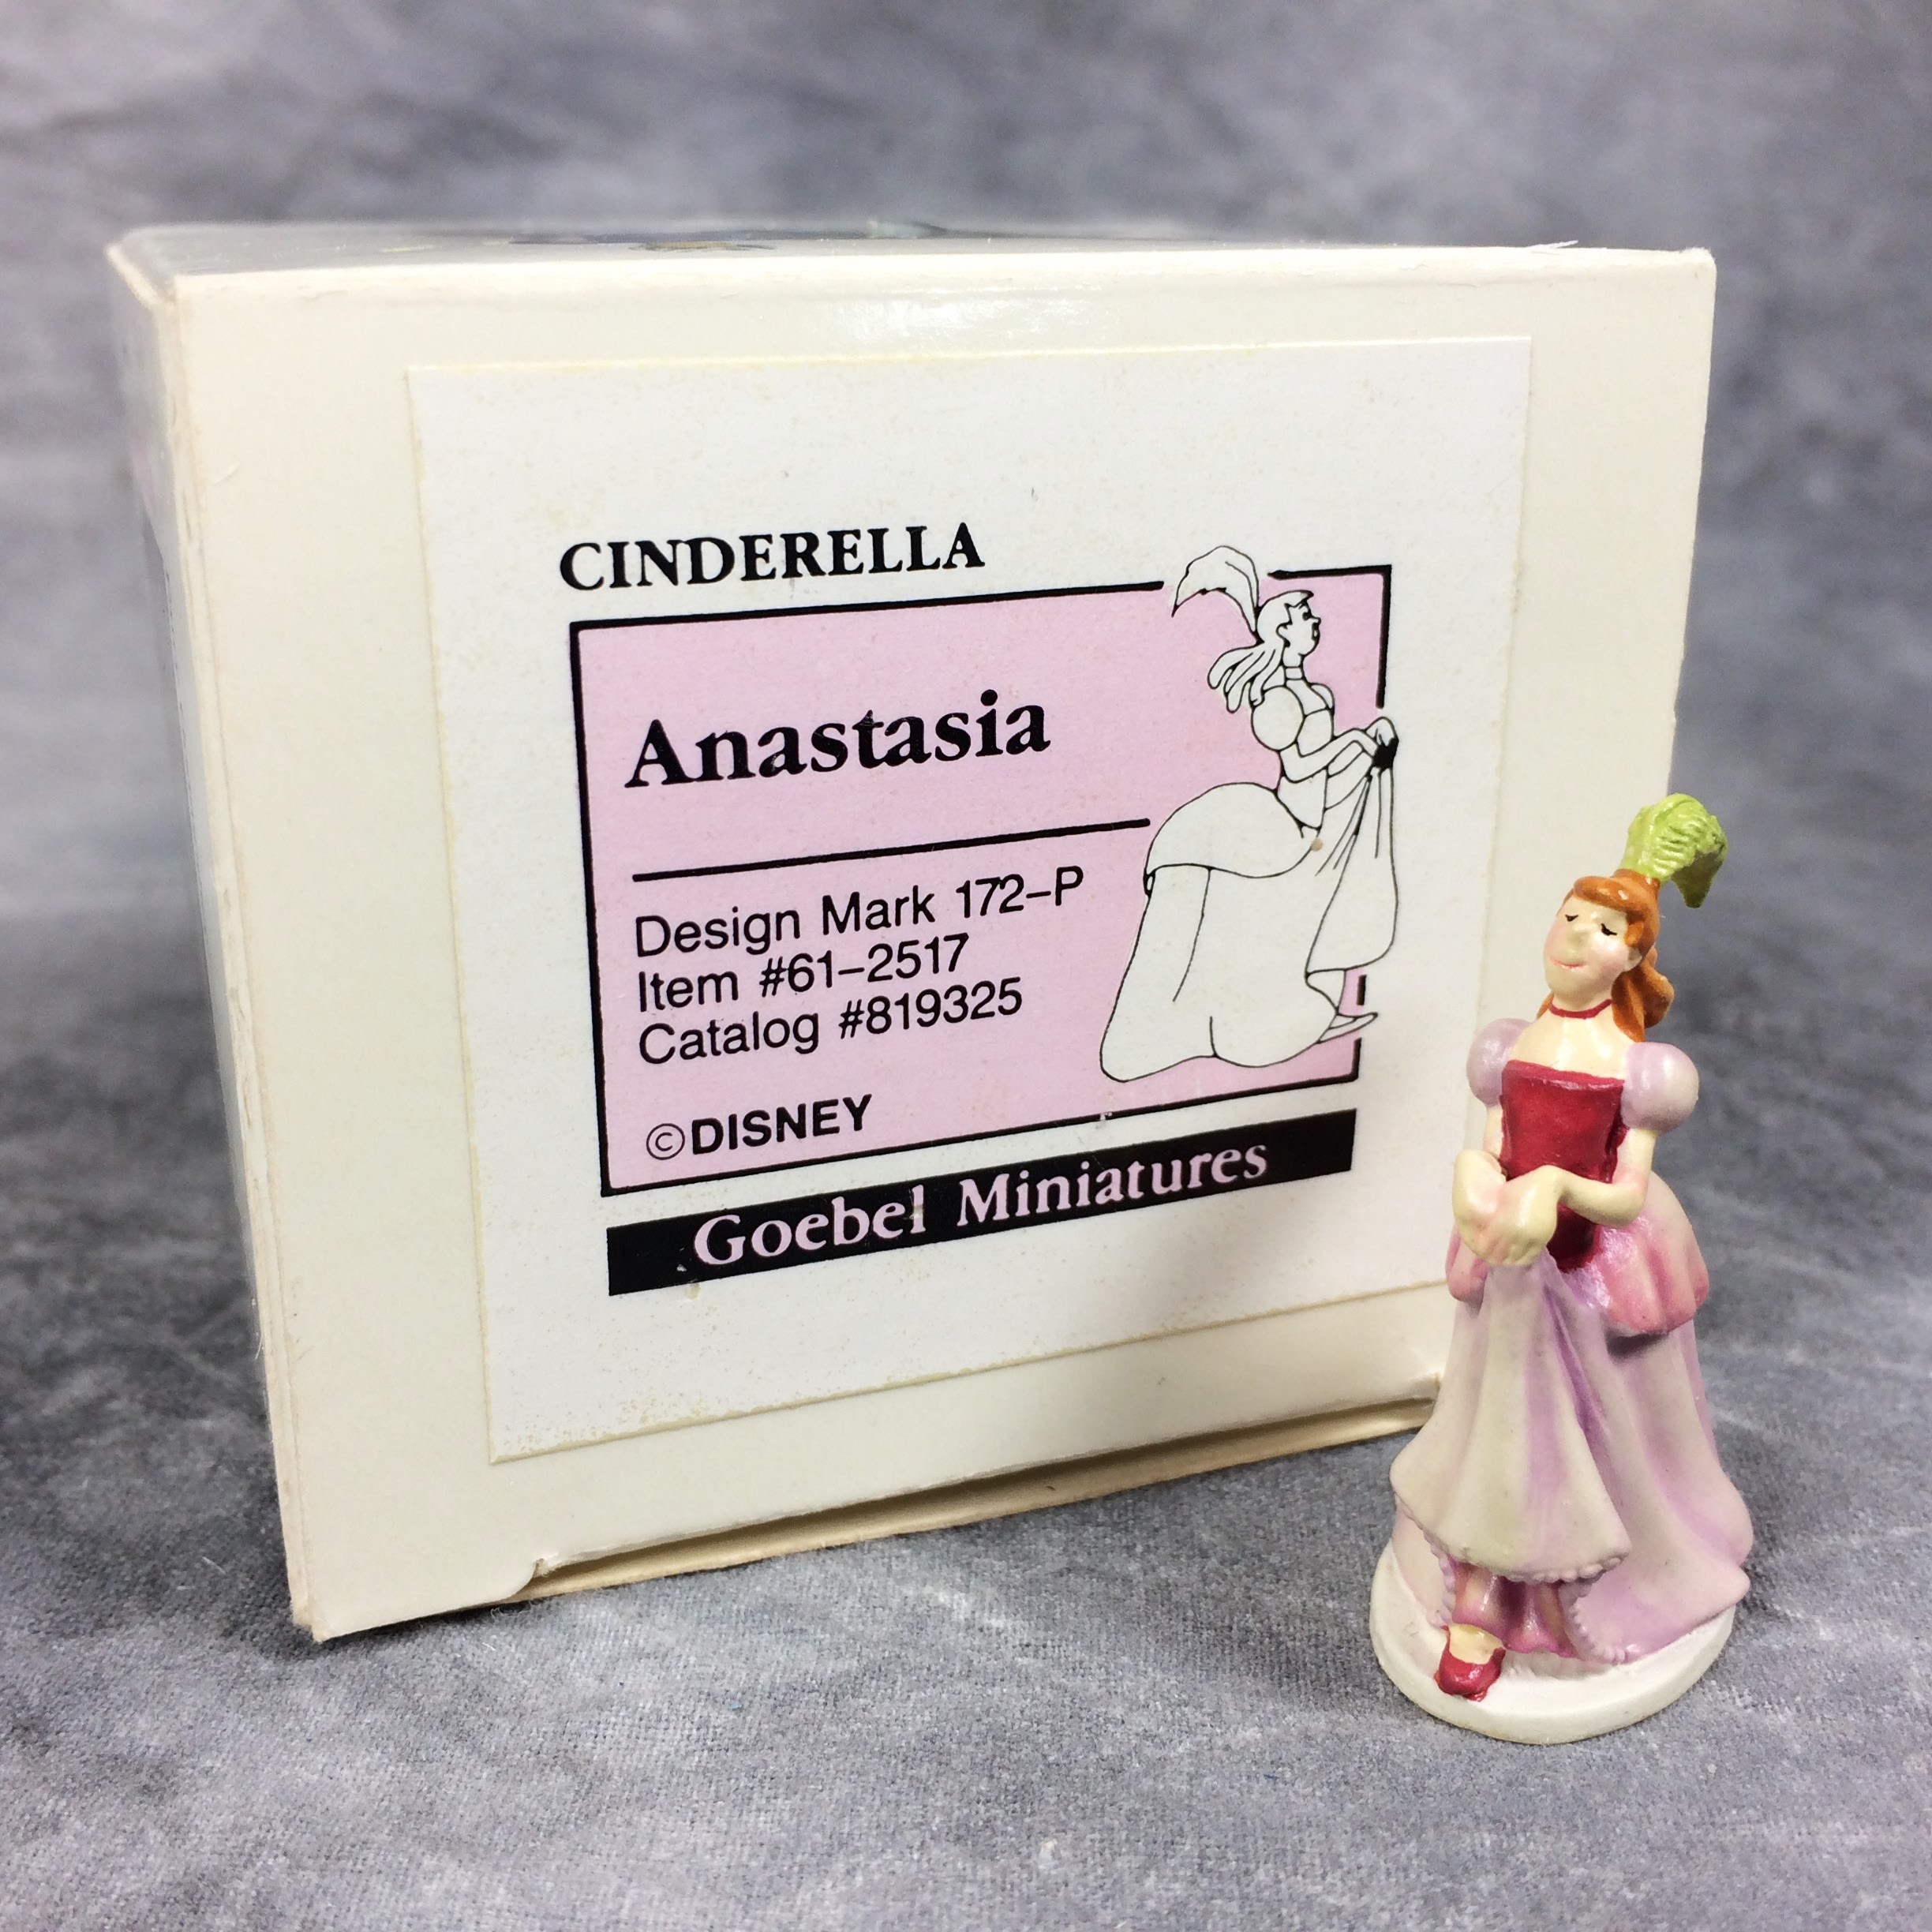 CINDERELLA
Anastasia
Design Mark 172-P
Item #61-2517
Catalog #819325
©DISNEY
Goebel Miniatures